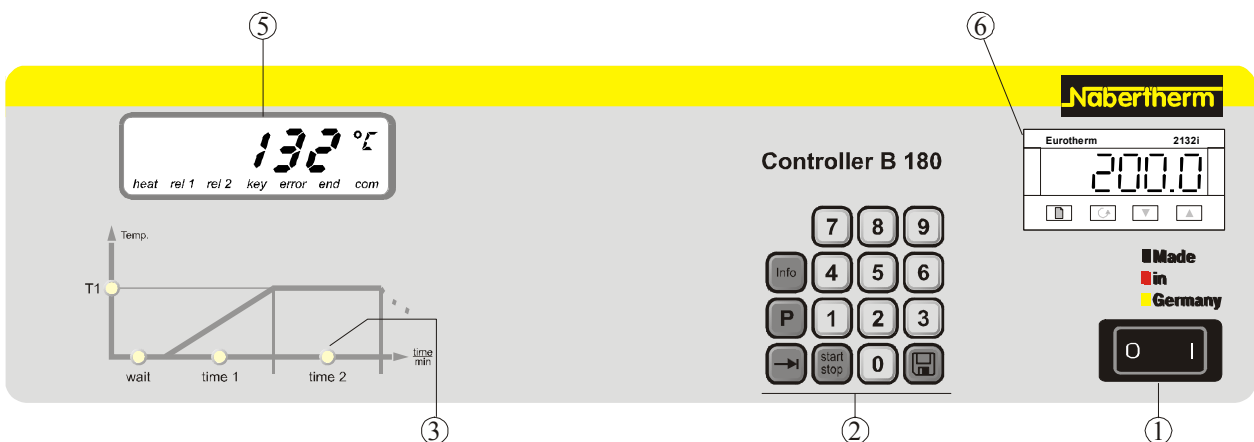 5
6
Nabertherm
132 °C
heat rel 1 rel 2 key error end com
Controller B 180
Eurotherm 2132i
200.0
Temp.
T1
wait time 1 time 2
time
min
7 8 9
Info 4 5 6
P 1 2 3
start
stop
0
Made
in
Germany
O I
3
2
1